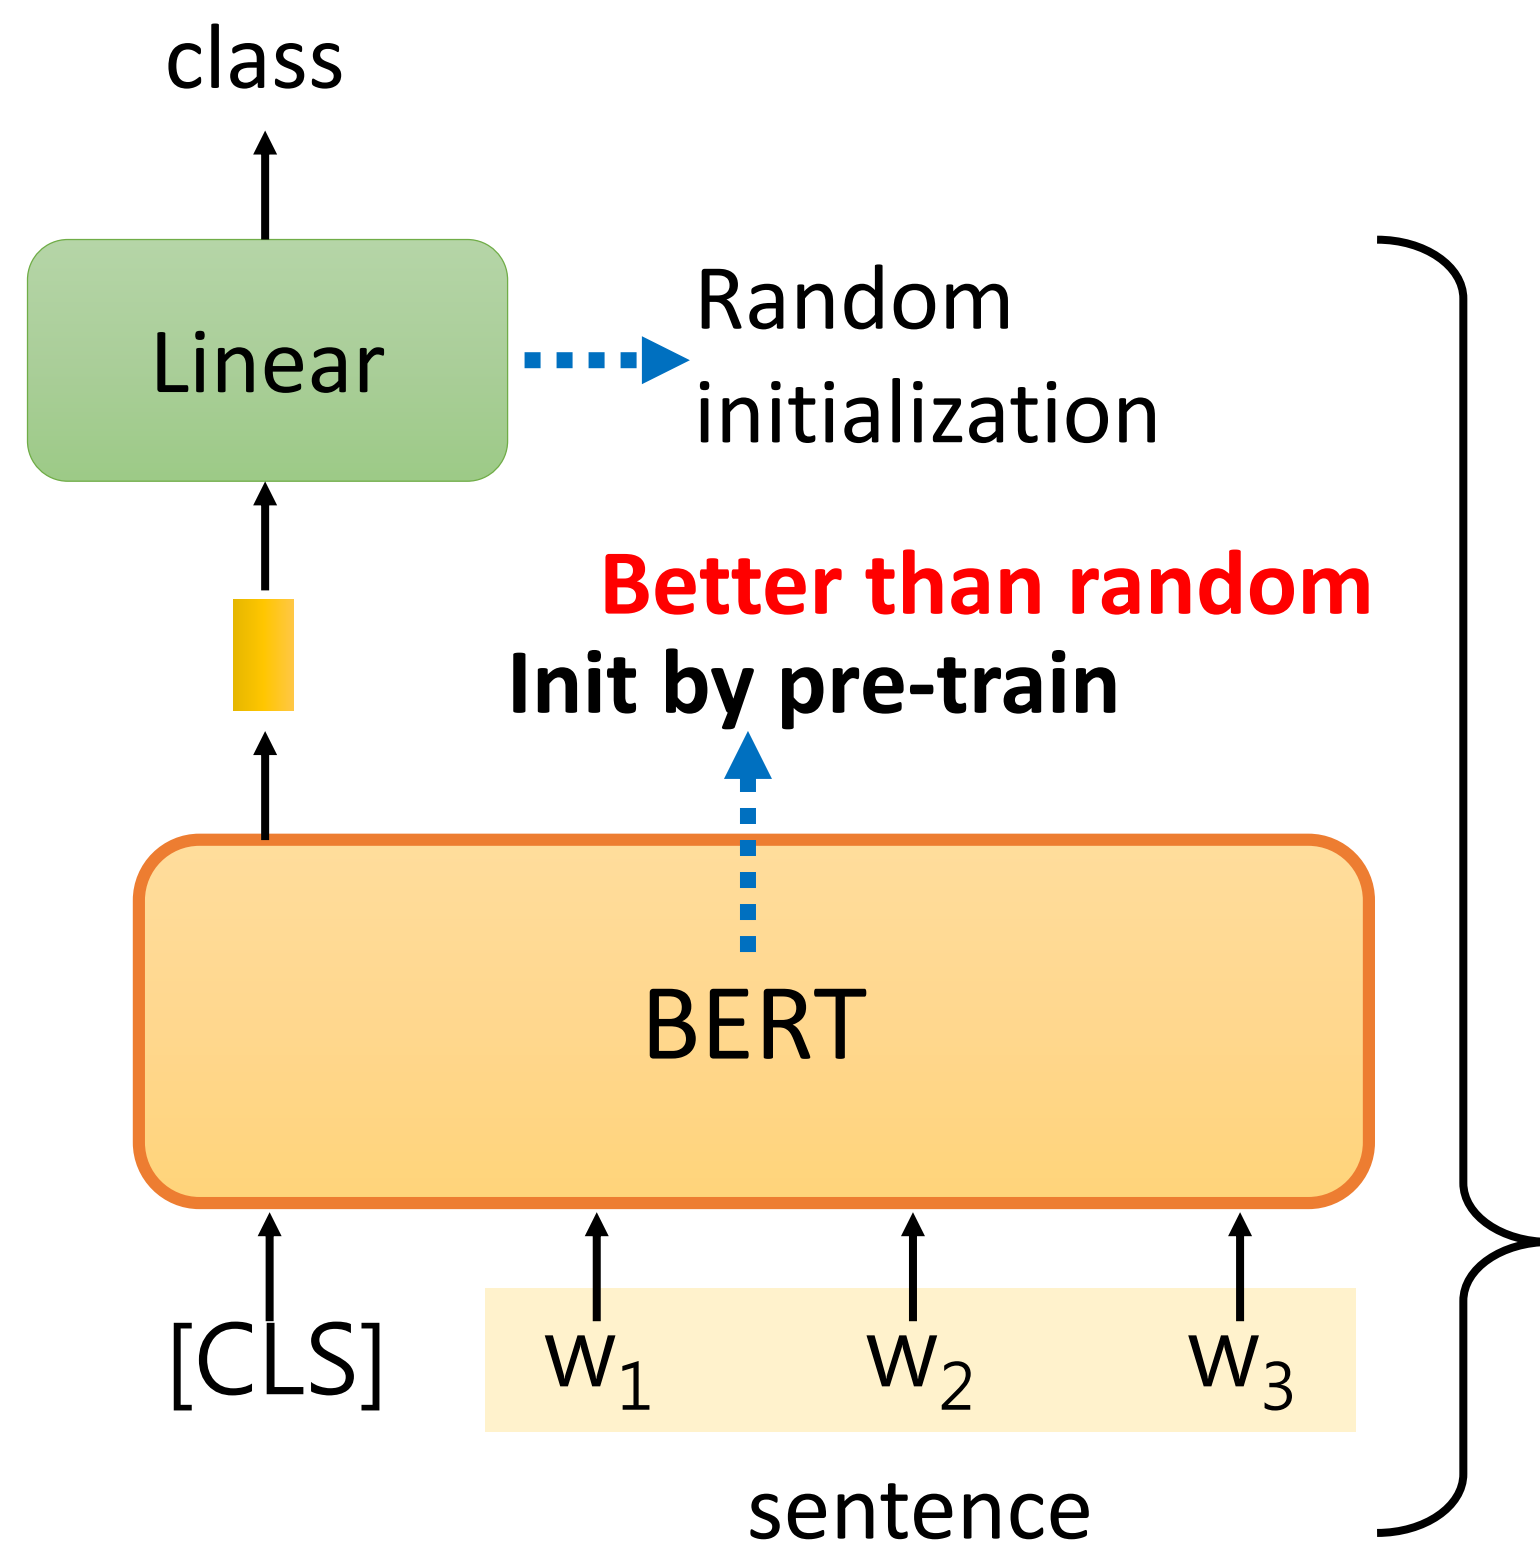 class
Linear
Random
initialization
Better than random
Init by pre-train
BERT
[CLS]
w₁ w₂ w₃
sentence